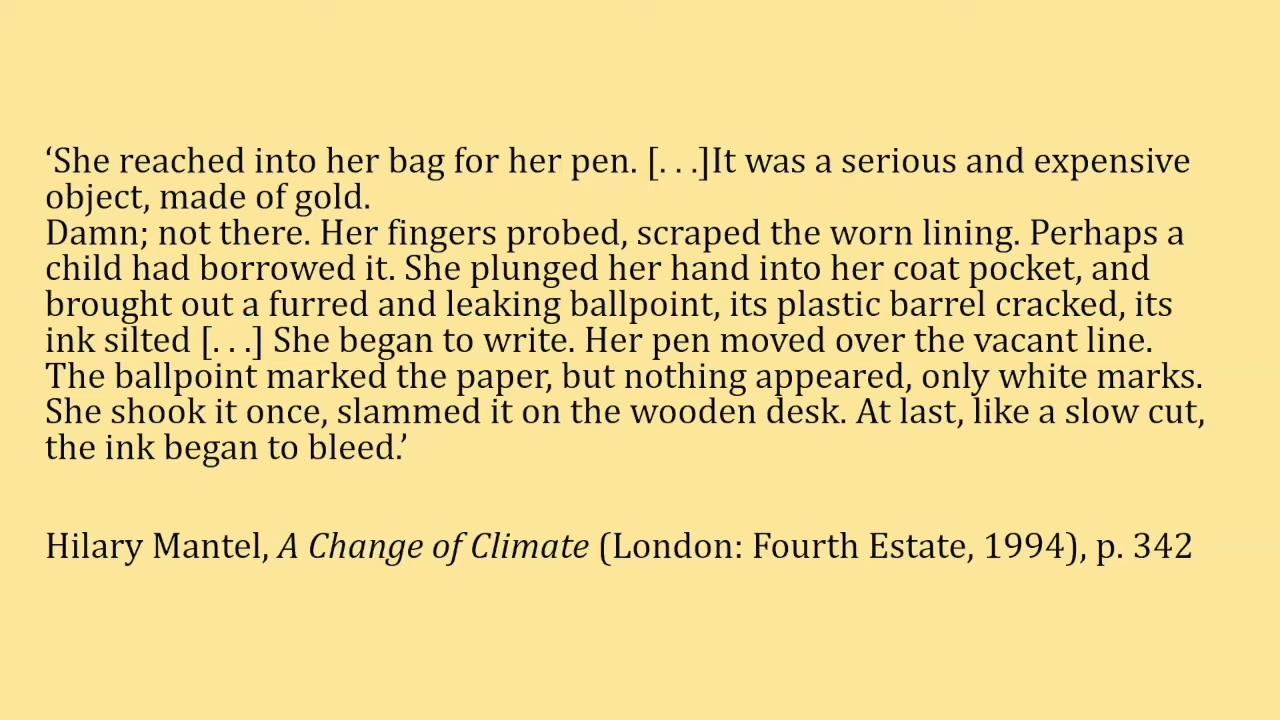 ‘She reached into her bag for her pen. [. . .]It was a serious and expensive
object, made of gold.
Damn; not there. Her fingers probed, scraped the worn lining. Perhaps a
child had borrowed it. She plunged her hand into her coat pocket, and
brought out a furred and leaking ballpoint, its plastic barrel cracked, its
ink silted [. . .] She began to write. Her pen moved over the vacant line.
The ballpoint marked the paper, but nothing appeared, only white marks.
She shook it once, slammed it on the wooden desk. At last, like a slow cut,
the ink began to bleed.’
Hilary Mantel, A Change of Climate (London: Fourth Estate, 1994), p. 342